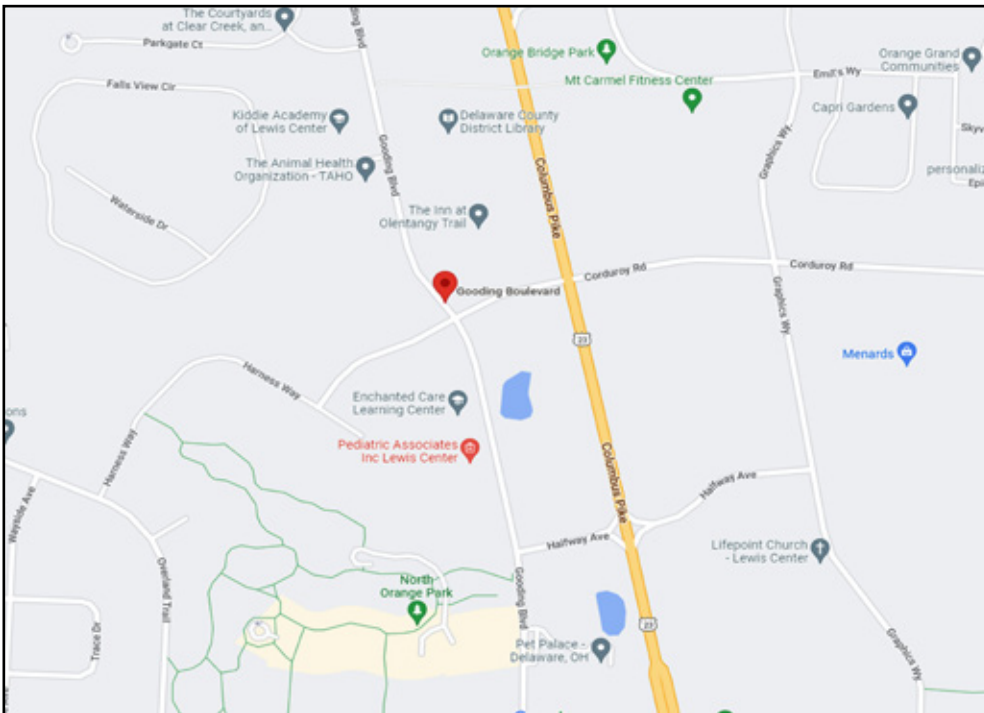 The Courtyards
at Clear Creek, an...
Parkgate Ct
Gooding Blvd
Orange Bridge Park
Orange Grand
Communities
Falls View Cir
Mt Carmel Fitness Center
Emil's Wy
Capri Gardens
Kiddie Academy
of Lewis Center
Delaware County
District Library
Gooding Blvd
Graphics Wy
Skyv
The Animal Health
Organization - TAHO
Columbus Pike
personaliz
Epi
Waterside Dr
The Inn at
Olentangy Trail
Corduroy Rd
Corduroy Rd
Gooding Boulevard
Graphics Wy
23
Menards
Harness Way
Enchanted Care
Learning Center
ons
Pediatric Associates
Inc Lewis Center
Harness Way
Columbus Pike
Halfway Ave
Wayside Ave
Halfway Ave
Lifepoint Church
- Lewis Center
Overland Trail
North
Orange Park
Gooding Blvd
23
Trace Dr
Pet Palace -
Delaware, OH
Graphics Wy